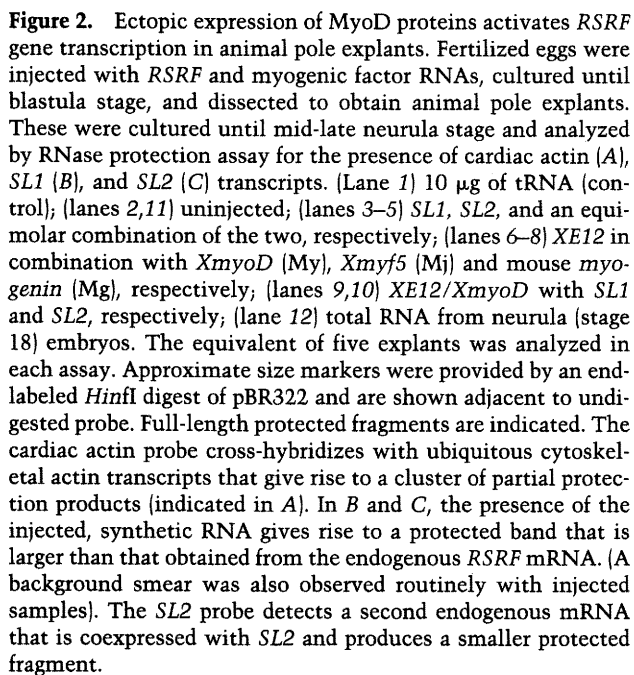 Figure 2. Ectopic expression of MyoD proteins activates RSRF
gene transcription in animal pole explants. Fertilized eggs were
injected with RSRF and myogenic factor RNAs, cultured until
blastula stage, and dissected to obtain animal pole explants.
These were cultured until mid-late neurula stage and analyzed
by RNase protection assay for the presence of cardiac actin (A),
SL1 (B), and SL2 (C) transcripts. (Lane 1) 10 µg of tRNA (con-
trol); (lanes 2,11) uninjected; (lanes 3–5) SL1, SL2, and an equi-
molar combination of the two, respectively; (lanes 6–8) XE12 in
combination with XmyoD (My), Xmyf5 (Mj) and mouse myo-
genin (Mg), respectively; (lanes 9,10) XE12/XmyoD with SL1
and SL2, respectively; (lane 12) total RNA from neurula (stage
18) embryos. The equivalent of five explants was analyzed in
each assay. Approximate size markers were provided by an end-
labeled HinfI digest of pBR322 and are shown adjacent to undi-
gested probe. Full-length protected fragments are indicated. The
cardiac actin probe cross-hybridizes with ubiquitous cytoskel-
etal actin transcripts that give rise to a cluster of partial protec-
tion products (indicated in A). In B and C, the presence of the
injected, synthetic RNA gives rise to a protected band that is
larger than that obtained from the endogenous RSRF mRNA. (A
background smear was also observed routinely with injected
samples). The SL2 probe detects a second endogenous mRNA
that is coexpressed with SL2 and produces a smaller protected
fragment.